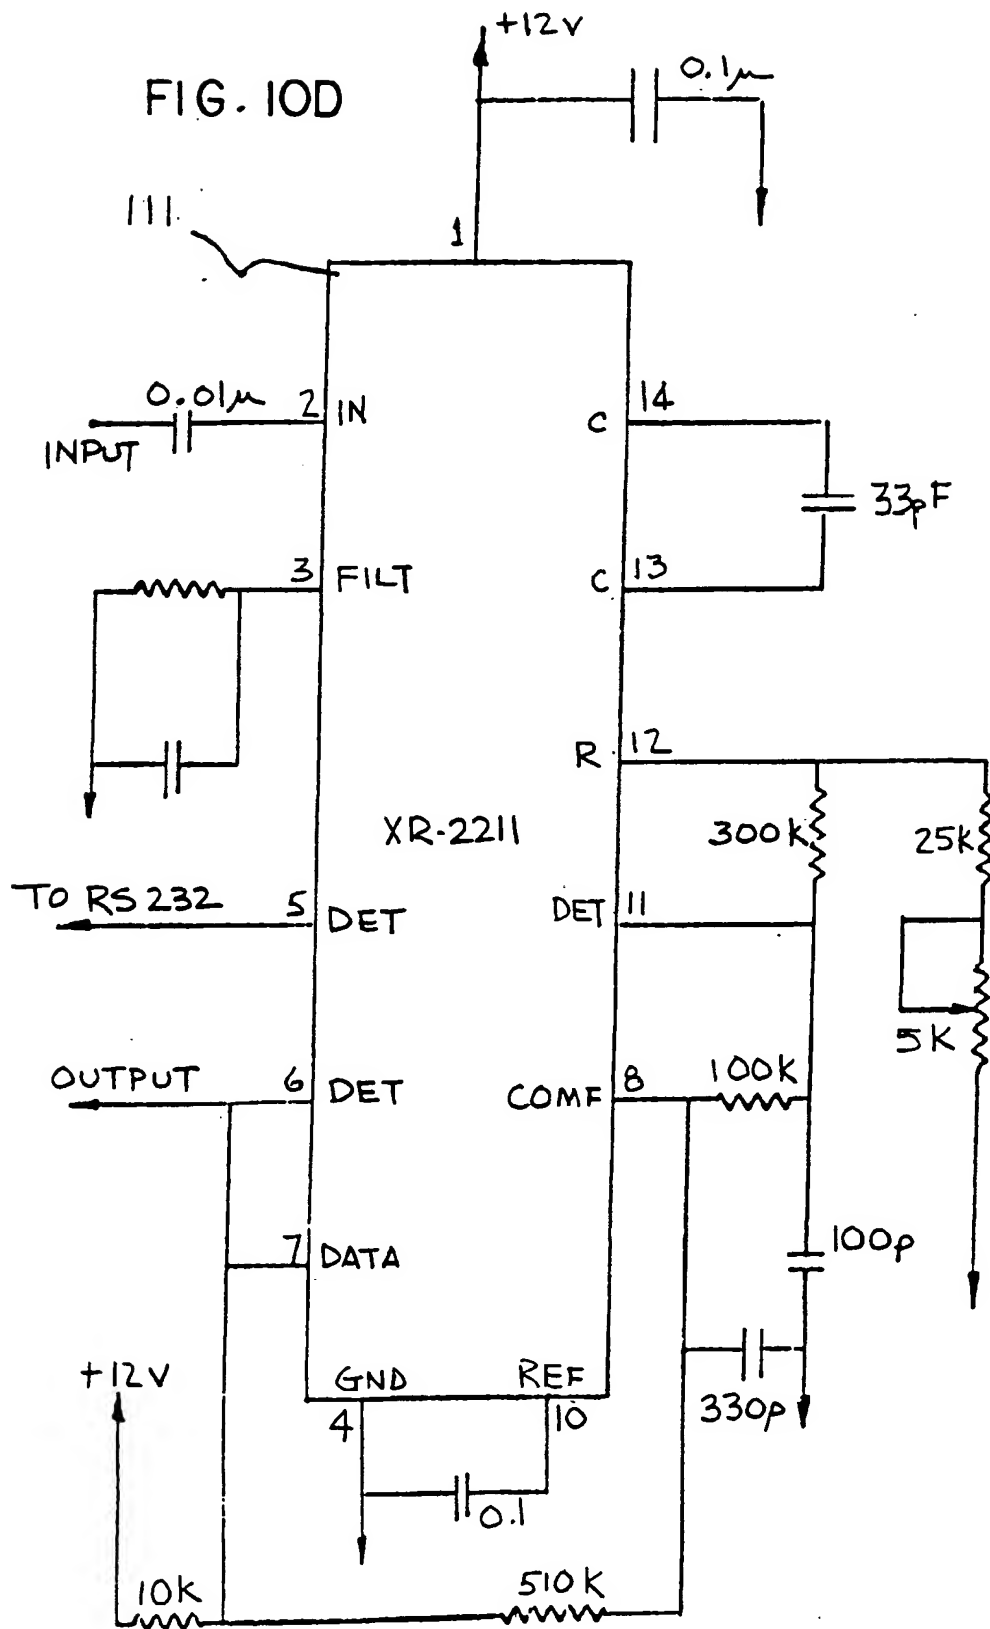 +12V
0.1μ
FIG. 10D
111
1
0.01μ
2
IN
INPUT
14
C
33pF
C
13
3
FILT
R
12
300K
25K
XR-2211
TO RS 232
5
DET
DET
11
5K
OUTPUT
6
DET
COMF
8
100K
7
DATA
100p
+12V
GND
REF
330p
4
10
0.1
10K
510K